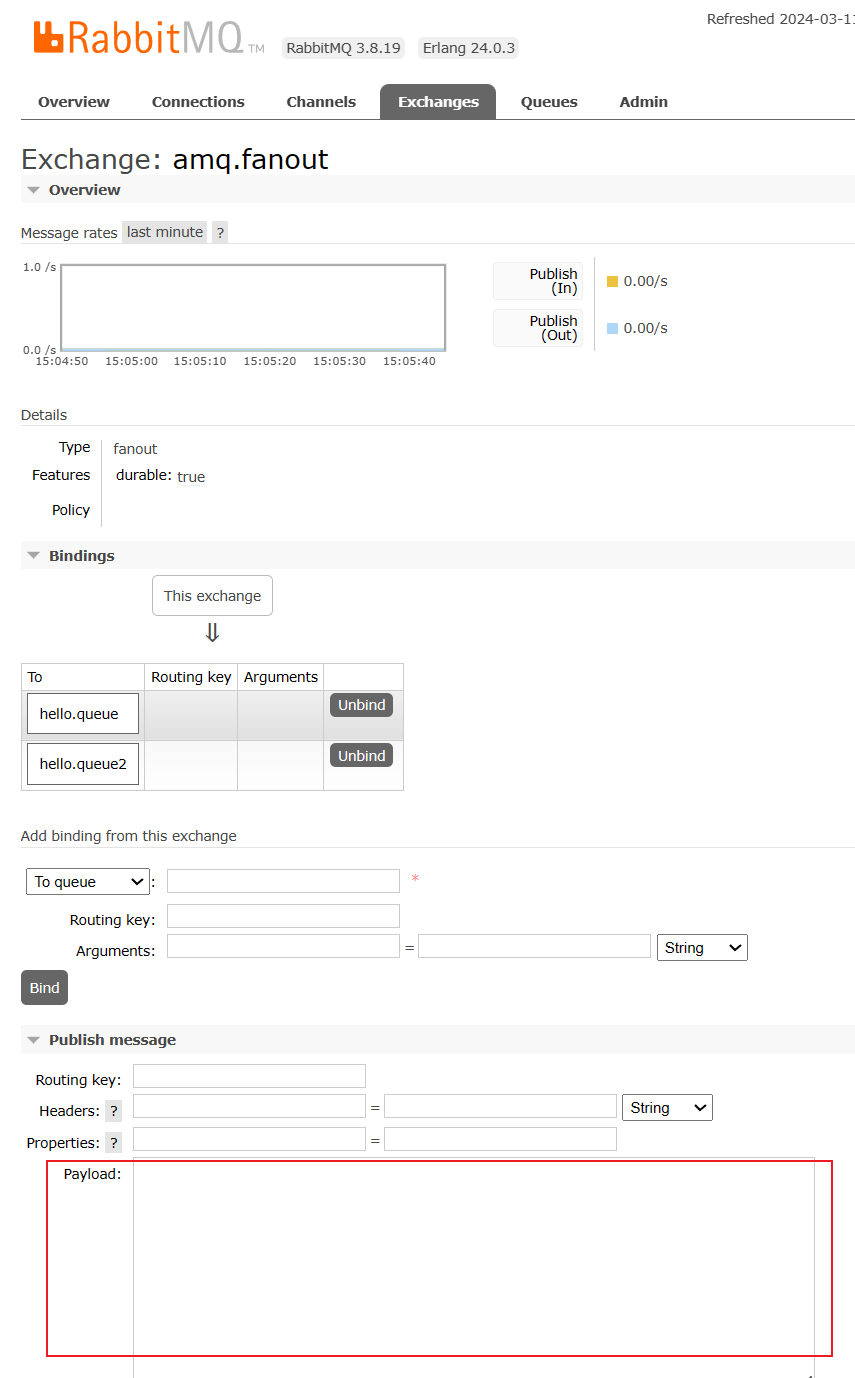 Refreshed 2024-03-11
RabbitMQ TM RabbitMQ 3.8.19 Erlang 24.0.3
Overview Connections Channels Exchanges Queues Admin
Exchange: amq.fanout
Overview
Message rates last minute ?
1.0 /s
0.0 /s
15:04:50 15:05:00 15:05:10 15:05:20 15:05:30 15:05:40
Publish (In) 0.00/s
Publish (Out) 0.00/s
Details
Type fanout
Features durable: true
Policy
Bindings
This exchange
⇓
To Routing key Arguments
hello.queue Unbind
hello.queue2 Unbind
Add binding from this exchange
To queue : *
Routing key:
Arguments: = String
Bind
Publish message
Routing key:
Headers: ? = String
Properties: ? =
Payload: